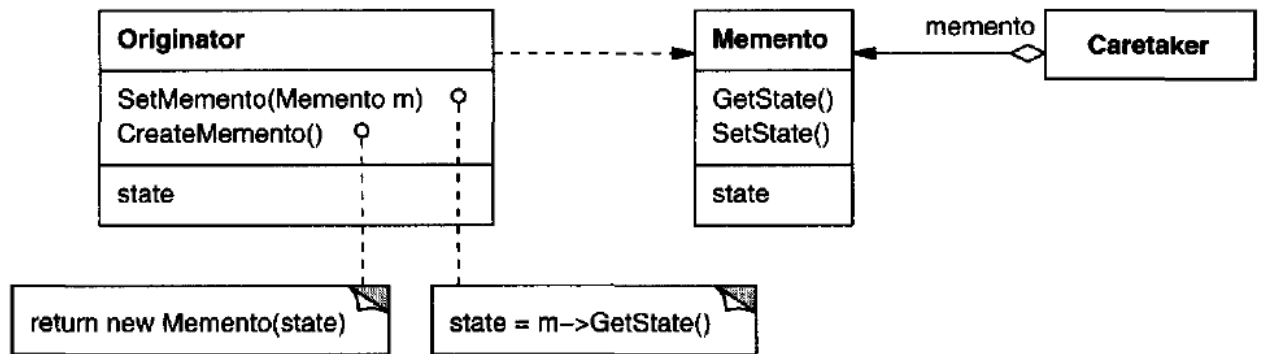 Originator
SetMemento(Memento m)
CreateMemento()
state
Memento
GetState()
SetState()
state
memento
Caretaker
return new Memento(state)
state = m->GetState()